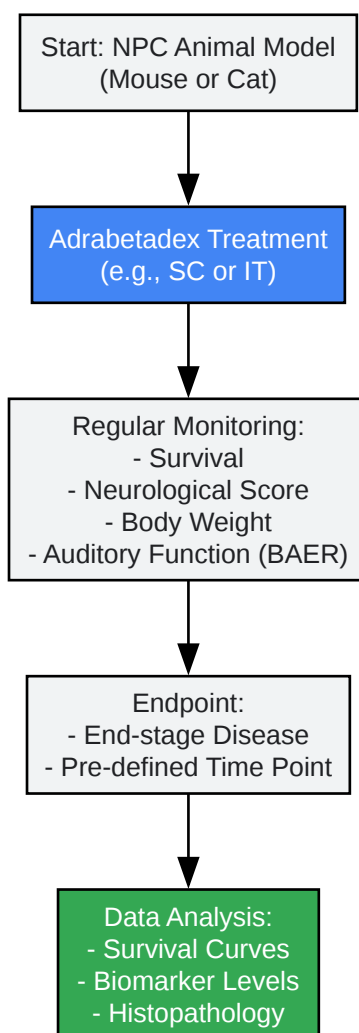 Start: NPC Animal Model
(Mouse or Cat)
Adrabetadex Treatment
(e.g., SC or IT)
Regular Monitoring:
- Survival
- Neurological Score
- Body Weight
- Auditory Function (BAER)
Endpoint:
- End-stage Disease
- Pre-defined Time Point
Data Analysis:
- Survival Curves
- Biomarker Levels
- Histopathology